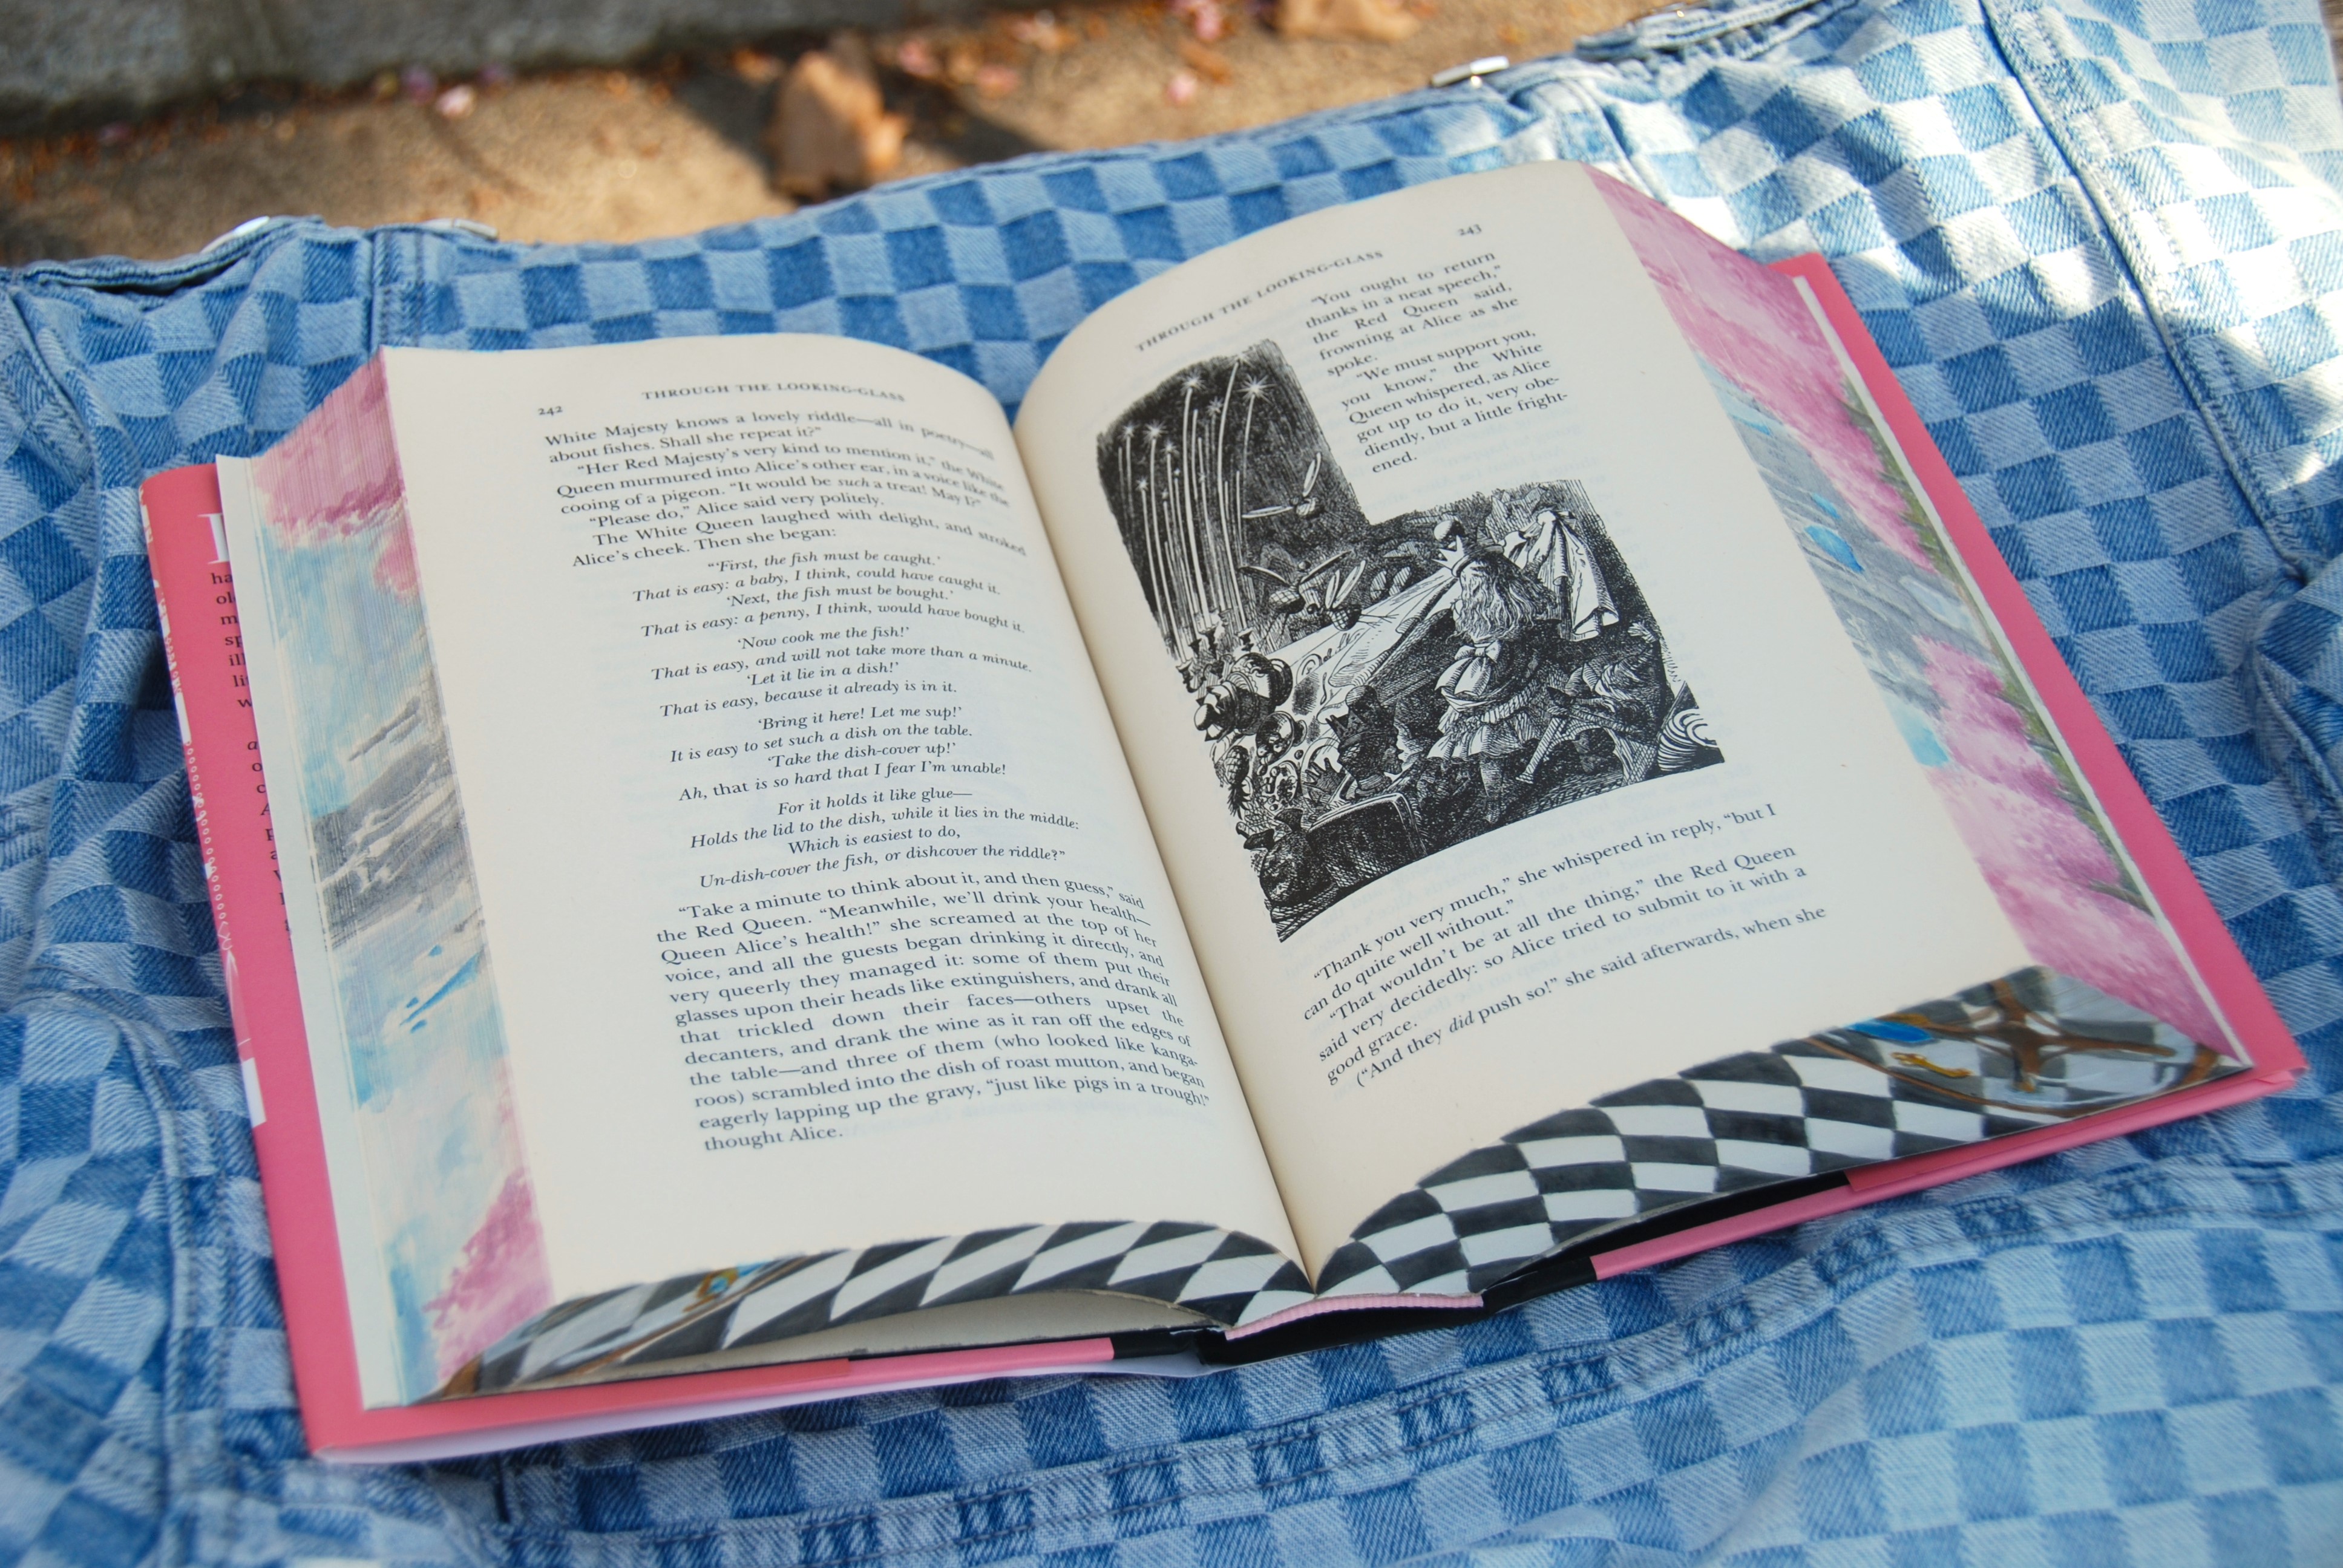 242
THROUGH THE LOOKING-GLASS
White Majesty knows a lovely riddle—all in poetry—all
about fishes. Shall she repeat it?"
"Her Red Majesty's very kind to mention it," the White
Queen murmured into Alice's other ear, in a voice like the
cooing of a pigeon. "It would be such a treat! May I?"
"Please do," Alice said very politely.
The White Queen laughed with delight, and stroked
Alice's cheek. Then she began:
"'First, the fish must be caught.'
That is easy: a baby, I think, could have caught it.
'Next, the fish must be bought.'
That is easy: a penny, I think, would have bought it.
'Now cook me the fish!'
That is easy, and will not take more than a minute.
'Let it lie in a dish!'
That is easy, because it already is in it.
'Bring it here! Let me sup!'
It is easy to set such a dish on the table.
'Take the dish-cover up!'
Ah, that is so hard that I fear I'm unable!
For it holds it like glue—
Holds the lid to the dish, while it lies in the middle:
Which is easiest to do,
Un-dish-cover the fish, or dishcover the riddle?"
"Take a minute to think about it, and then guess," said
the Red Queen. "Meanwhile, we'll drink your health—
Queen Alice's health!" she screamed at the top of her
voice, and all the guests began drinking it directly, and
very queerly they managed it: some of them put their
glasses upon their heads like extinguishers, and drank all
that trickled down their faces—others upset the
decanters, and drank the wine as it ran off the edges of
the table—and three of them (who looked like kanga-
roos) scrambled into the dish of roast mutton, and began
eagerly lapping up the gravy, "just like pigs in a trough!"
thought Alice.
THROUGH THE LOOKING-GLASS
243
"You ought to return
thanks in a neat speech,"
the Red Queen said,
frowning at Alice as she
spoke.
"We must support you,
you know," the White
Queen whispered, as Alice
got up to do it, very obe-
diently, but a little fright-
ened.
"Thank you very much," she whispered in reply, "but I
can do quite well without."
"That wouldn't be at all the thing," the Red Queen
said very decidedly: so Alice tried to submit to it with a
good grace.
("And they did push so!" she said afterwards, when she